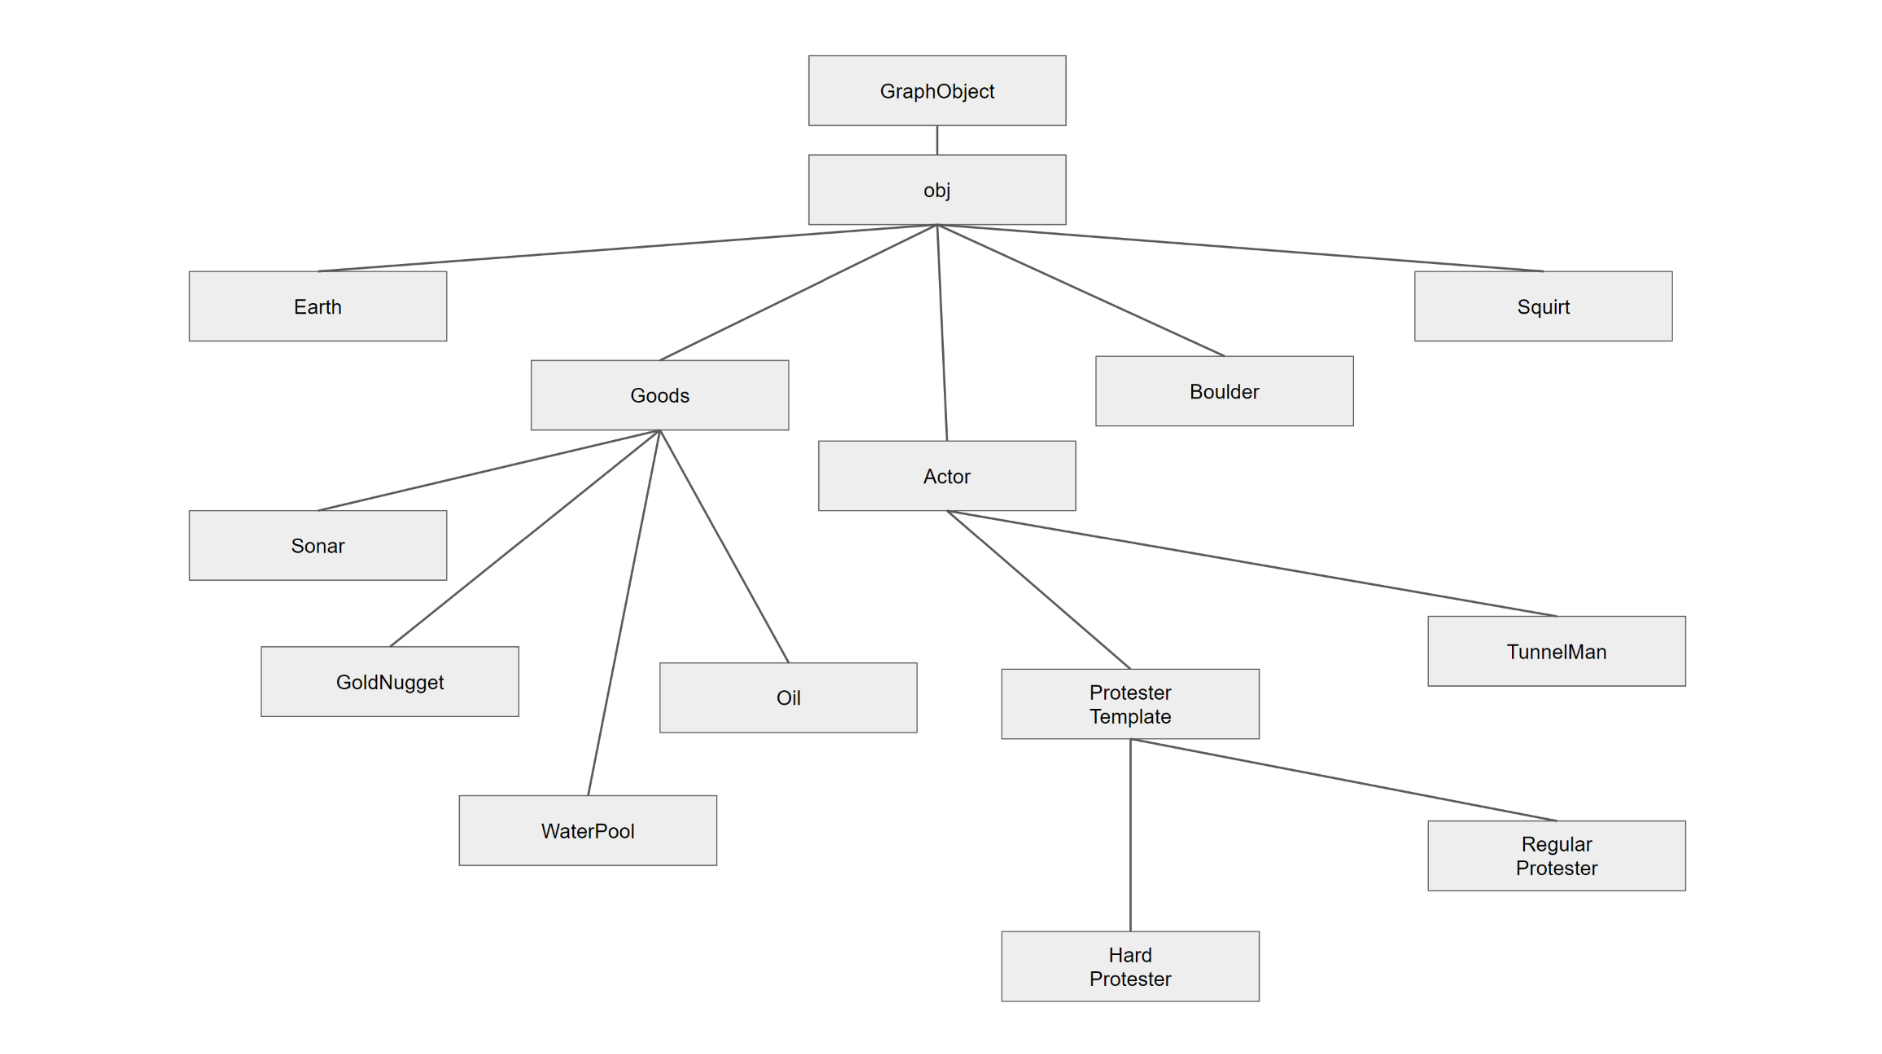 GraphObject
obj
Earth
Squirt
Goods
Boulder
Actor
Sonar
TunnelMan
GoldNugget
Oil
Protester
Template
WaterPool
Regular
Protester
Hard
Protester